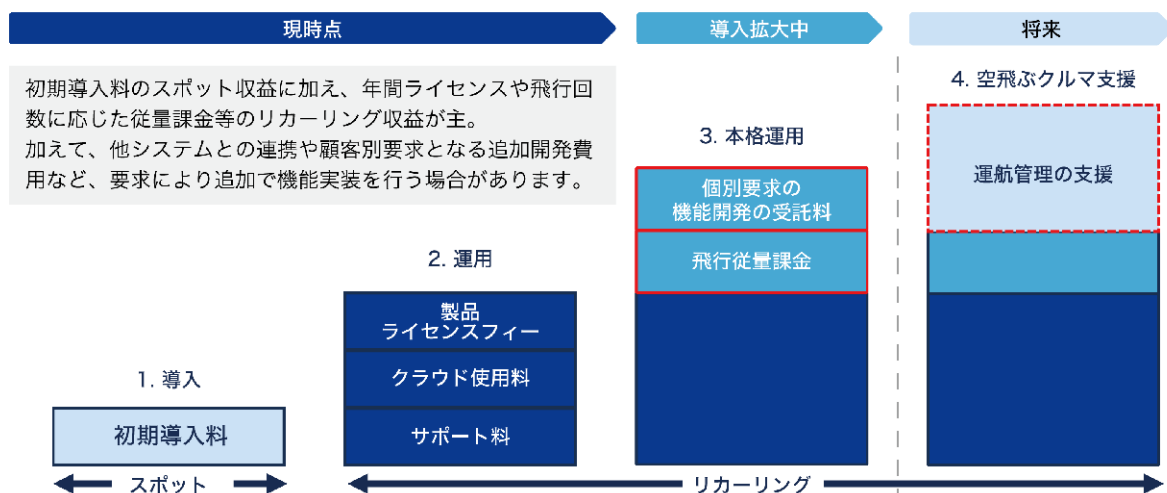 現時点
導入拡大中
将来
初期導入料のスポット収益に加え、年間ライセンスや飛行回
数に応じた従量課金等のリカーリング収益が主。
加えて、他システムとの連携や顧客別要求となる追加開発費
用など、要求により追加で機能実装を行う場合があります。
1. 導入
初期導入料
スポット
2. 運用
製品
ライセンスフィー
クラウド使用料
サポート料
3. 本格運用
個別要求の
機能開発の受託料
飛行従量課金
4. 空飛ぶクルマ支援
運航管理の支援
リカーリング